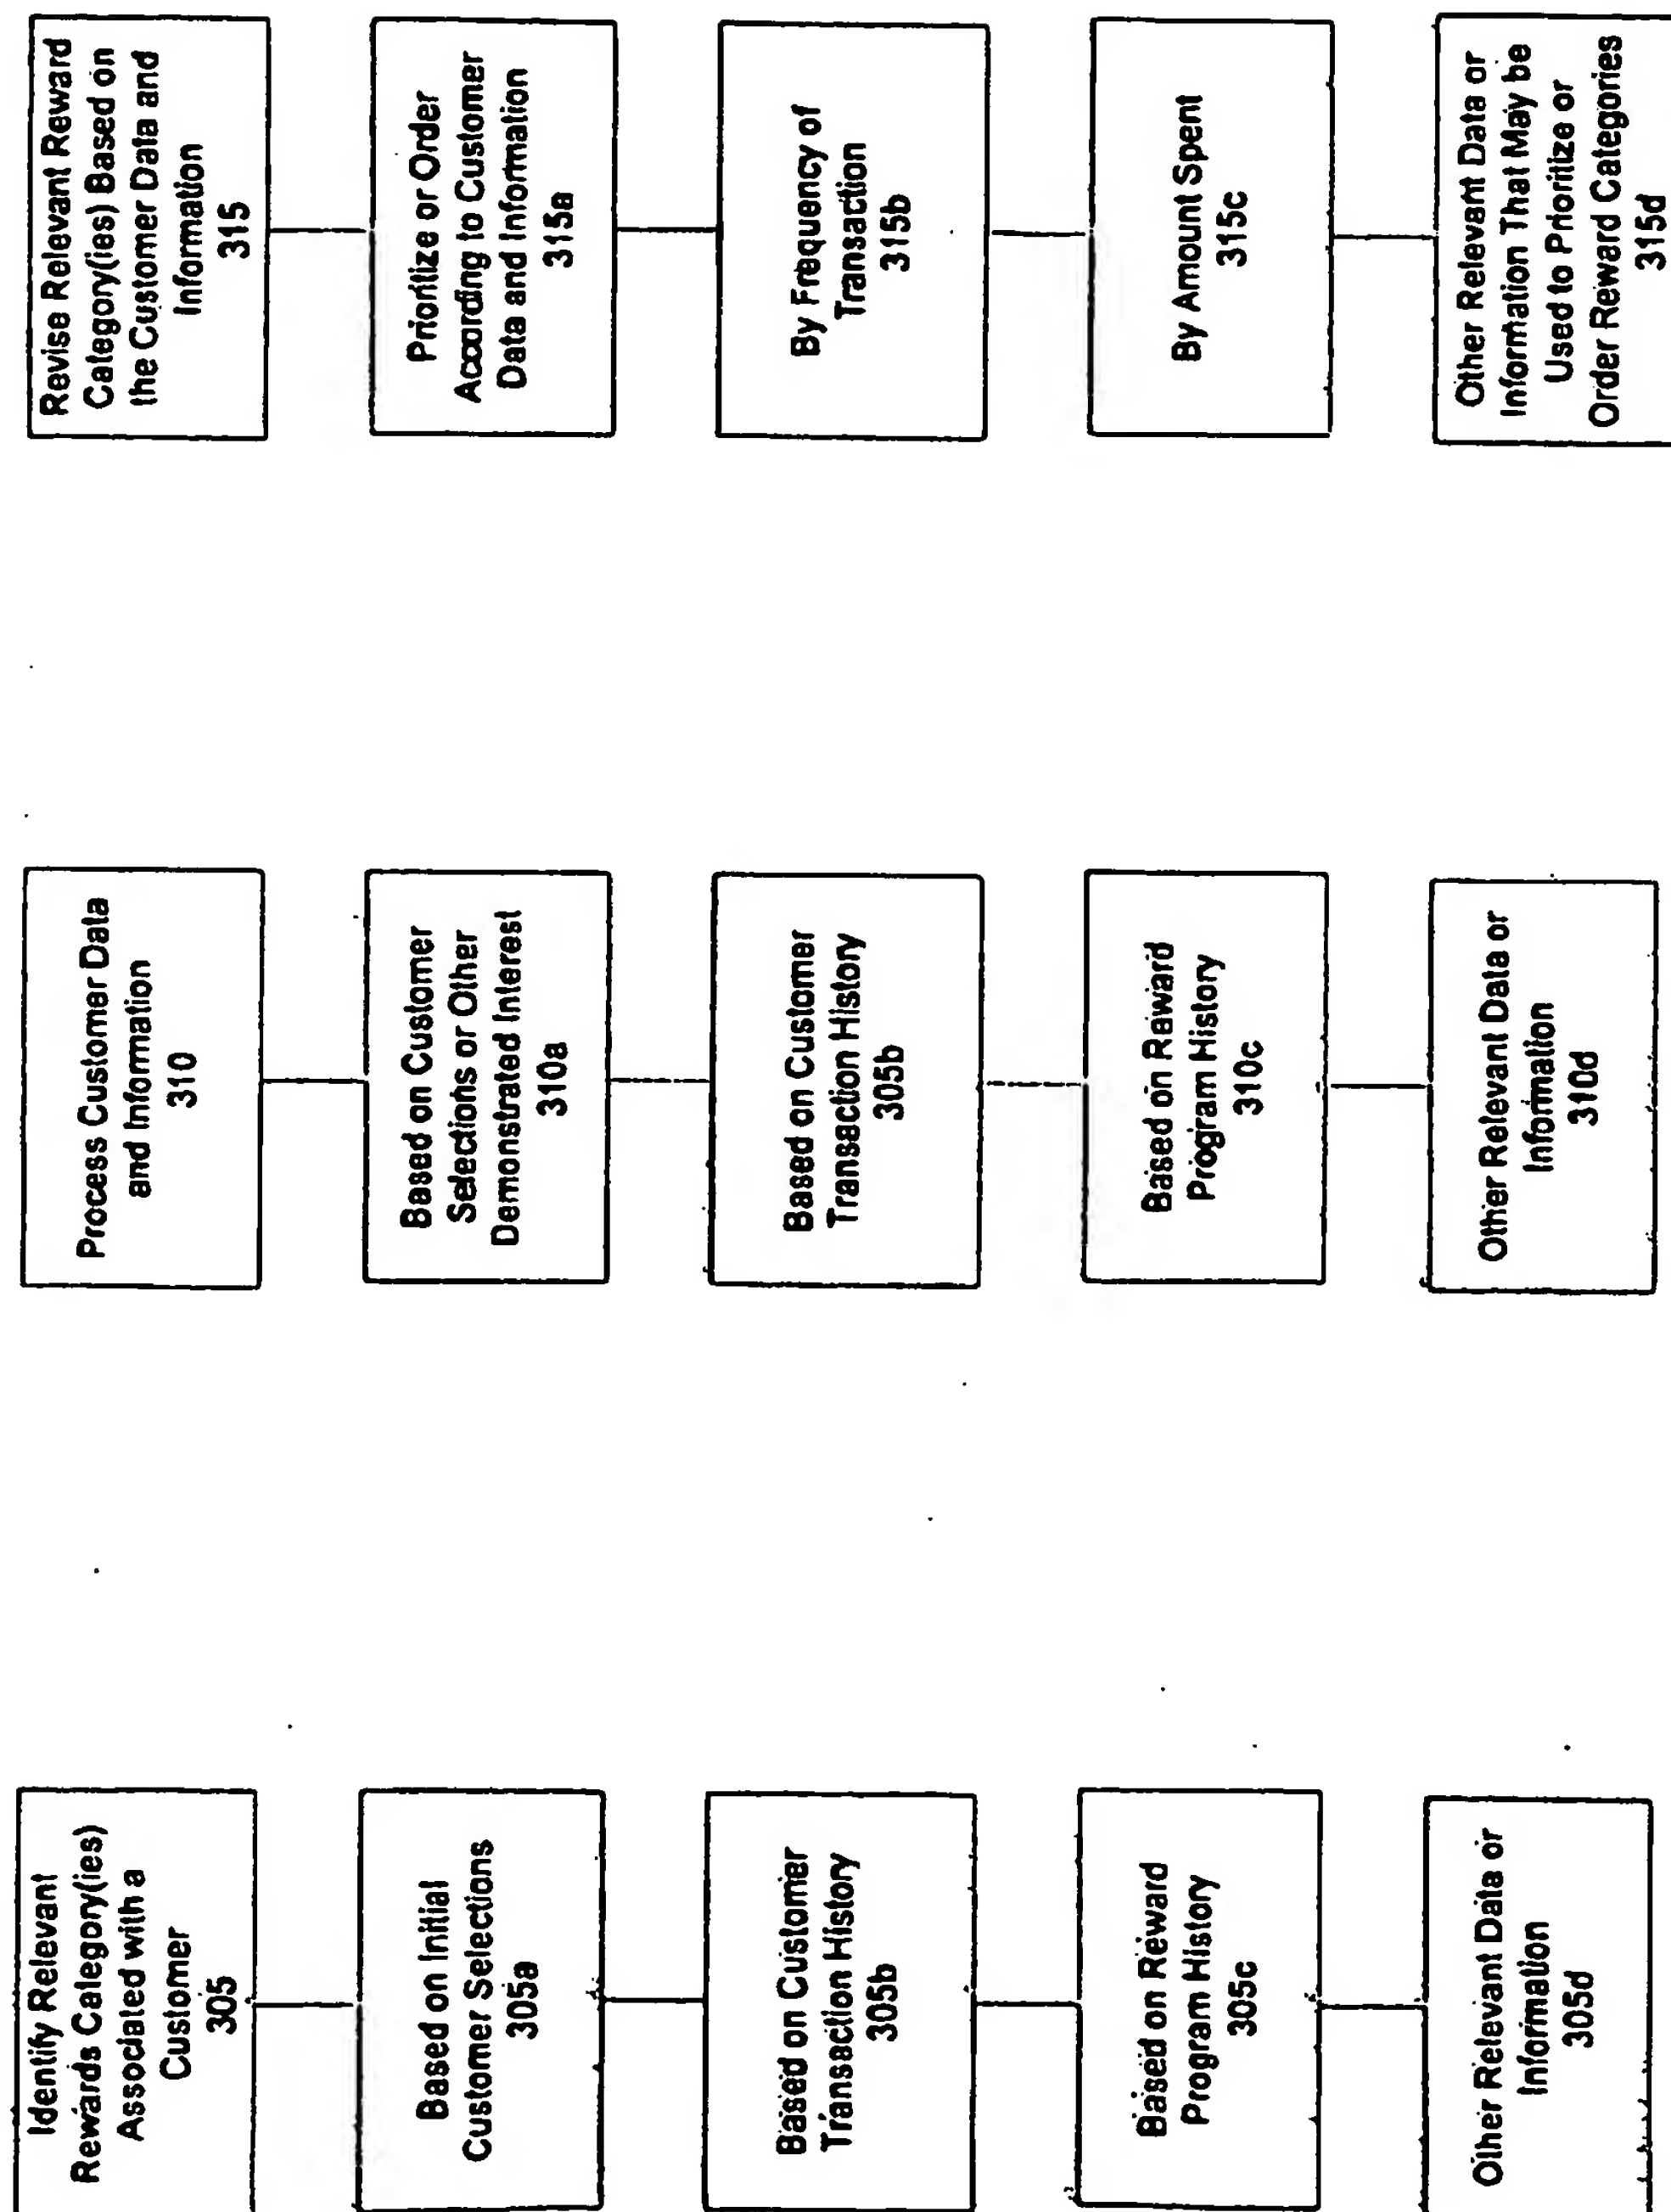 Identify Relevant
Rewards Category(ies)
Associated with a
Customer
305
Based on Initial
Customer Selections
305a
Based on Customer
Transaction History
305b
Based on Reward
Program History
305c
Other Relevant Data or
Information
305d
Process Customer Data
and Information
310
Based on Customer
Selections or Other
Demonstrated Interest
310a
Based on Customer
Transaction History
305b
Based on Reward
Program History
310c
Other Relevant Data or
Information
310d
Revise Relevant Reward
Category(ies) Based on
the Customer Data and
Information
315
Prioritize or Order
According to Customer
Data and Information
315a
By Frequency of
Transaction
315b
By Amount Spent
315c
Other Relevant Data or
Information That May be
Used to Prioritize or
Order Reward Categories
315d